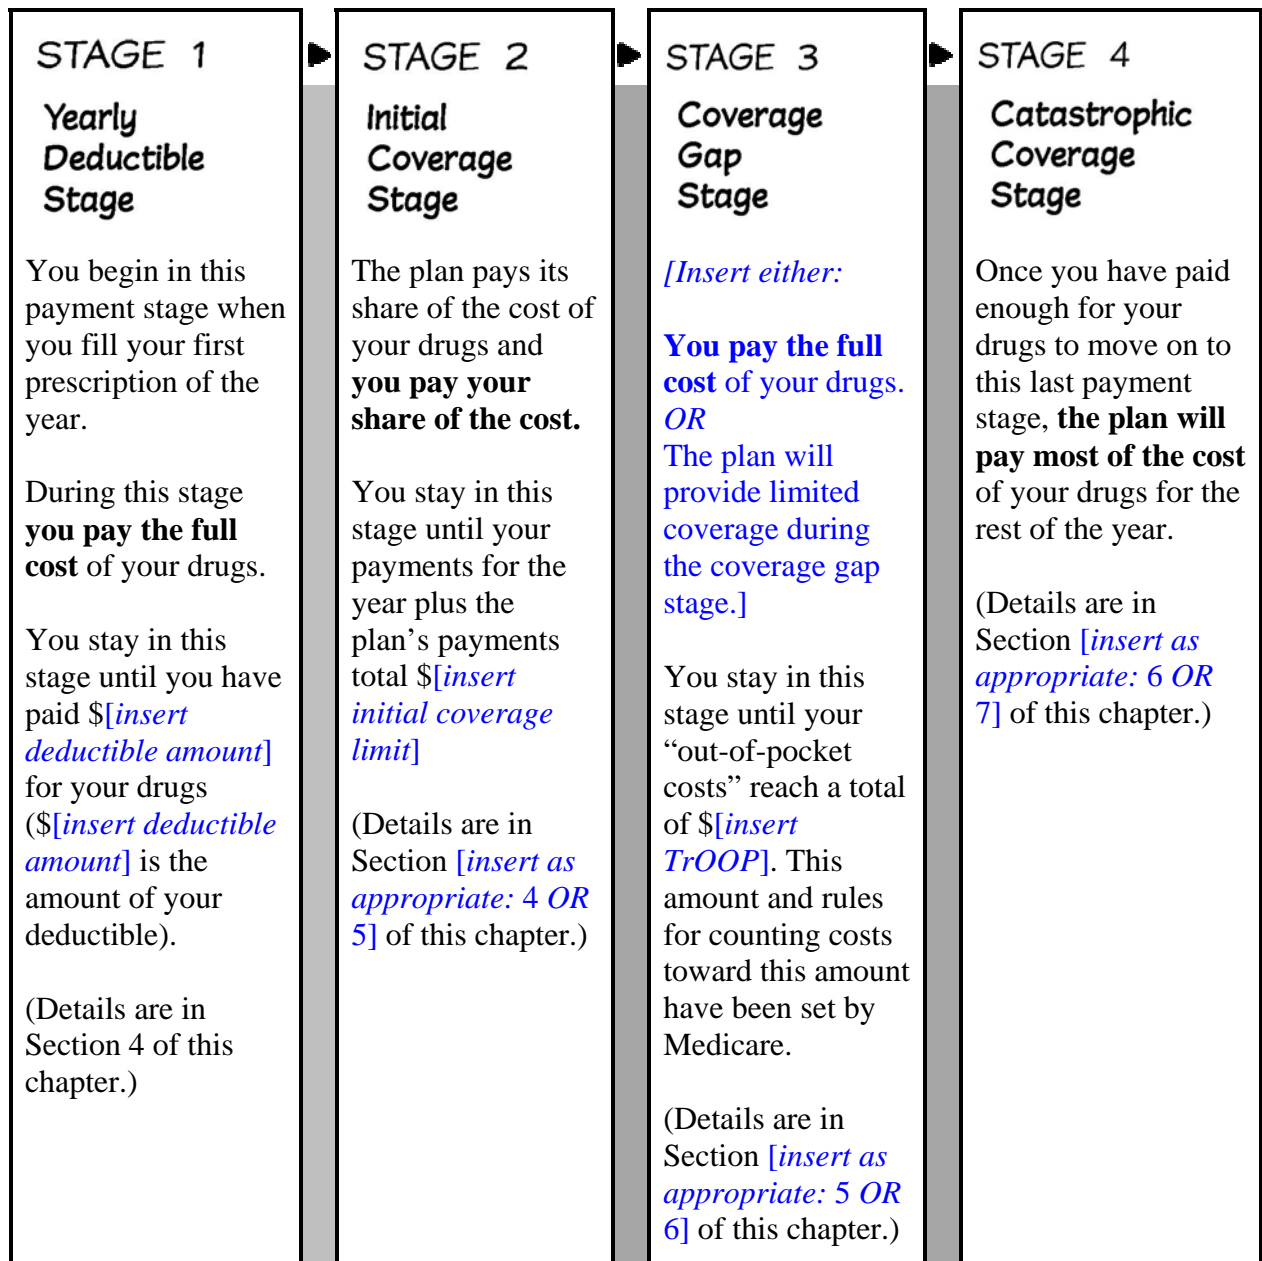 STAGE 1
Yearly
Deductible
Stage
You begin in this
payment stage when
you fill your first
prescription of the
year.
During this stage
you pay the full
cost of your drugs.
You stay in this
stage until you have
paid $[insert
deductible amount]
for your drugs
($[insert deductible
amount] is the
amount of your
deductible).
(Details are in
Section 4 of this
chapter.)
STAGE 2
Initial
Coverage
Stage
The plan pays its
share of the cost of
your drugs and
you pay your
share of the cost.
You stay in this
stage until your
payments for the
year plus the
plan’s payments
total $[insert
initial coverage
limit]
(Details are in
Section [insert as
appropriate: 4 OR
5] of this chapter.)
STAGE 3
Coverage
Gap
Stage
[Insert either:
You pay the full
cost of your drugs.
OR
The plan will
provide limited
coverage during
the coverage gap
stage.]
You stay in this
stage until your
“out-of-pocket
costs” reach a total
of $[insert
TrOOP]. This
amount and rules
for counting costs
toward this amount
have been set by
Medicare.
(Details are in
Section [insert as
appropriate: 5 OR
6] of this chapter.)
STAGE 4
Catastrophic
Coverage
Stage
Once you have paid
enough for your
drugs to move on to
this last payment
stage, the plan will
pay most of the cost
of your drugs for the
rest of the year.
(Details are in
Section [insert as
appropriate: 6 OR
7] of this chapter.)